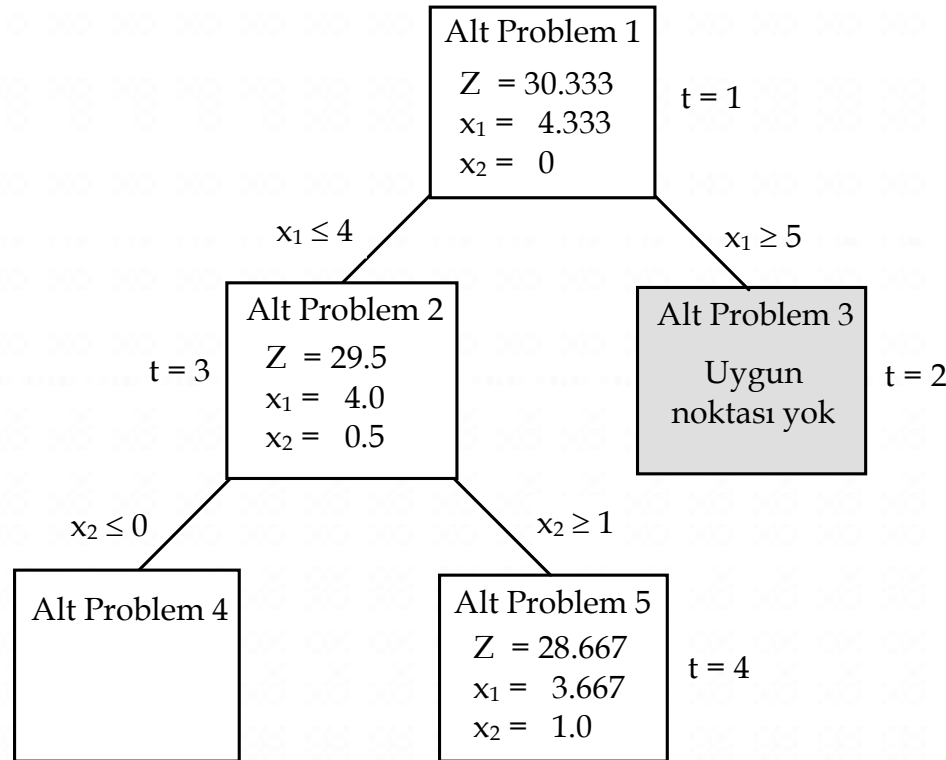 Alt Problem 1
Z = 30.333
x₁ = 4.333
x₂ = 0
t = 1
x₁ ≤ 4
x₁ ≥ 5
Alt Problem 2
Z = 29.5
x₁ = 4.0
x₂ = 0.5
t = 3
Alt Problem 3
Uygun
noktası yok
t = 2
x₂ ≤ 0
x₂ ≥ 1
Alt Problem 4
Alt Problem 5
Z = 28.667
x₁ = 3.667
x₂ = 1.0
t = 4